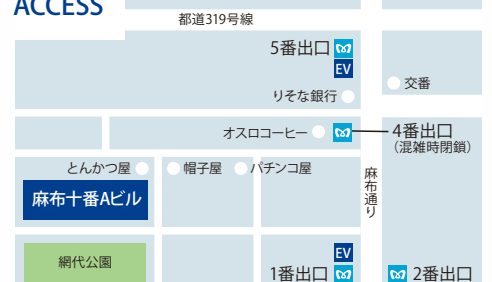 ACCESS
都道319号線
5番出口
EV
りそな銀行
交番
オスロコーヒー
4番出口
(混雑時閉鎖)
とんかつ屋
帽子屋
パチンコ屋
麻布通り
麻布十番Aビル
網代公園
EV
1番出口
2番出口